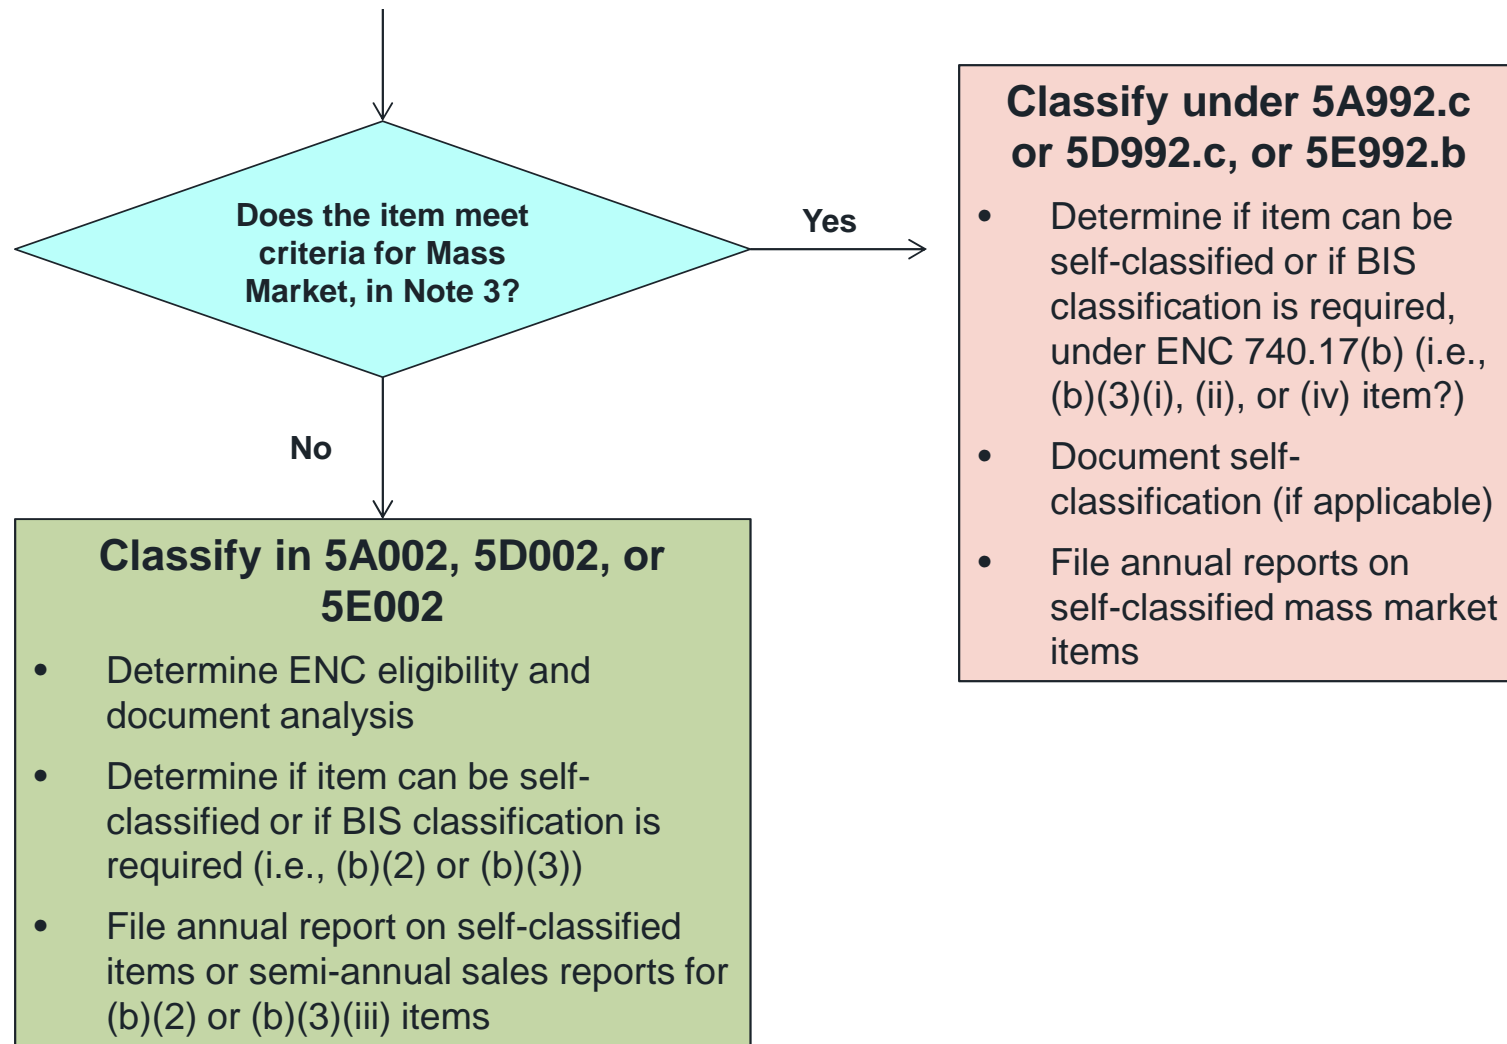 Does the item meet
criteria for Mass
Market, in Note 3?
Yes
No
Classify under 5A992.c
or 5D992.c, or 5E992.b
• Determine if item can be
self-classified or if BIS
classification is required,
under ENC 740.17(b) (i.e.,
(b)(3)(i), (ii), or (iv) item?)
• Document self-
classification (if applicable)
• File annual reports on
self-classified mass market
items
Classify in 5A002, 5D002, or
5E002
• Determine ENC eligibility and
document analysis
• Determine if item can be self-
classified or if BIS classification is
required (i.e., (b)(2) or (b)(3))
• File annual report on self-classified
items or semi-annual sales reports for
(b)(2) or (b)(3)(iii) items